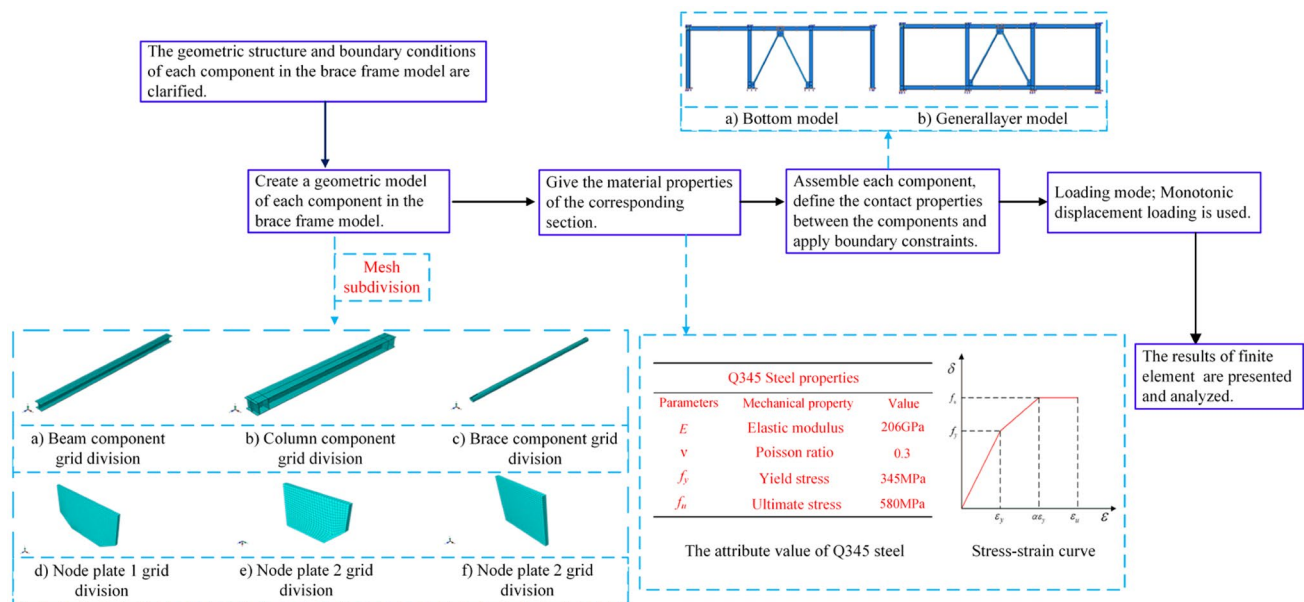 The geometric structure and boundary conditions
of each component in the brace frame model are
clarified.
a) Bottom model
b) Generallayer model
Create a geometric model
of each component in the
brace frame model.
Give the material properties
of the corresponding
section.
Assemble each component,
define the contact properties
between the components and
apply boundary constraints.
Loading mode; Monotonic
displacement loading is used.
The results of finite
element are presented
and analyzed.
Mesh
subdivision
a) Beam component
grid division
b) Column component
grid division
c) Brace component grid
division
d) Node plate 1 grid
division
e) Node plate 2 grid
division
f) Node plate 2 grid
division
Q345 Steel properties
Parameters Mechanical property Value
E Elastic modulus 206GPa
ν Poisson ratio 0.3
fy Yield stress 345MPa
fu Ultimate stress 580MPa
The attribute value of Q345 steel
δ
fy
εy αεy εu ε
Stress-strain curve